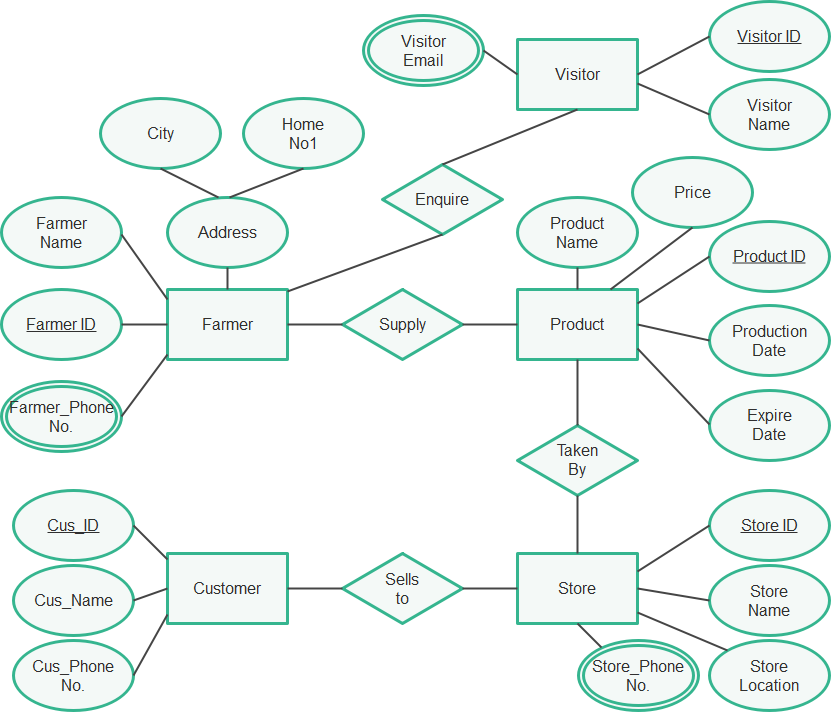 Visitor
Email
Visitor
Visitor ID
Visitor
Name
City
Home
No1
Enquire
Price
Farmer
Name
Address
Product
Name
Product ID
Farmer ID
Farmer
Supply
Product
Production
Date
Farmer_Phone
No.
Expire
Date
Taken
By
Cus_ID
Store ID
Customer
Sells
to
Store
Cus_Name
Store
Name
Cus_Phone
No.
Store_Phone
No.
Store
Location